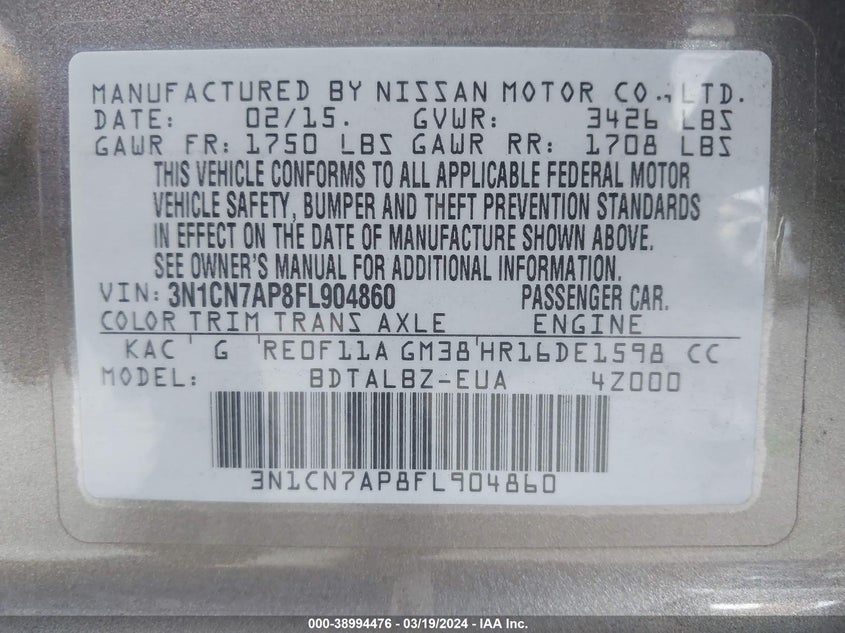 MANUFACTURED BY NISSAN MOTOR CO., LTD.
DATE: 02/15. GVWR: 3426 LBS
GAWR FR: 1750 LBS GAWR RR: 1708 LBS
THIS VEHICLE CONFORMS TO ALL APPLICABLE FEDERAL MOTOR
VEHICLE SAFETY, BUMPER AND THEFT PREVENTION STANDARDS
IN EFFECT ON THE DATE OF MANUFACTURE SHOWN ABOVE.
SEE OWNER'S MANUAL FOR ADDITIONAL INFORMATION.
VIN: 3N1CN7AP8FL904860 PASSENGER CAR.
COLOR TRIM TRANS AXLE ENGINE
KAC G RE0F11A GM38 HR16DE1598 CC
MODEL: BDTALBZ-EUA 4Z000
3N1CN7AP8FL904860
000-38994476 - 03/19/2024 - IAA Inc.